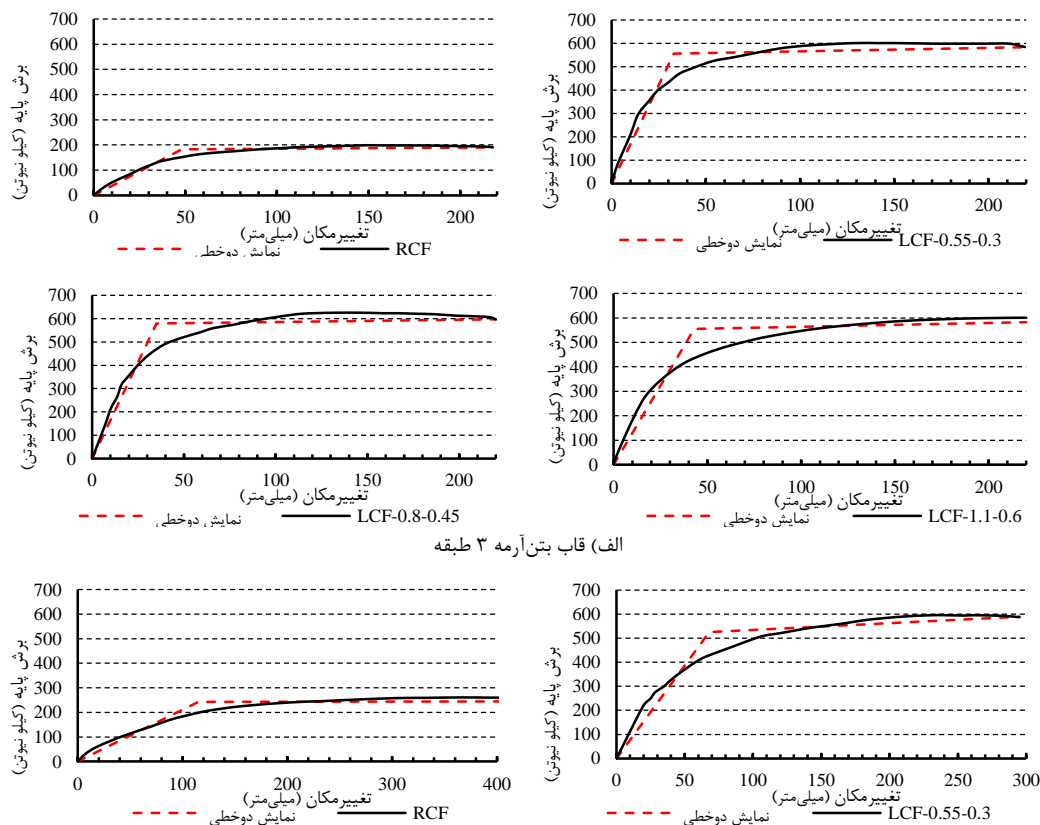 700
600
500
400
300
200
100
0
برش پایه (کیلو نیوتن)
0 50 100 150 200
تغییرمکان (میلی‌متر)
نمایش دوخطی RCF
700
600
500
400
300
200
100
0
برش پایه (کیلو نیوتن)
0 50 100 150 200
تغییرمکان (میلی‌متر)
نمایش دوخطی LCF-0.55-0.3
700
600
500
400
300
200
100
0
برش پایه (کیلو نیوتن)
0 50 100 150 200
تغییرمکان (میلی‌متر)
نمایش دوخطی LCF-0.8-0.45
700
600
500
400
300
200
100
0
برش پایه (کیلو نیوتن)
0 50 100 150 200
تغییرمکان (میلی‌متر)
نمایش دوخطی LCF-1.1-0.6
الف) قاب بتن‌آرمه ۳ طبقه
700
600
500
400
300
200
100
0
برش پایه (کیلو نیوتن)
0 100 200 300 400
تغییرمکان (میلی‌متر)
نمایش دوخطی RCF
700
600
500
400
300
200
100
0
برش پایه (کیلو نیوتن)
0 50 100 150 200 250 300
تغییرمکان (میلی‌متر)
نمایش دوخطی LCF-0.55-0.3